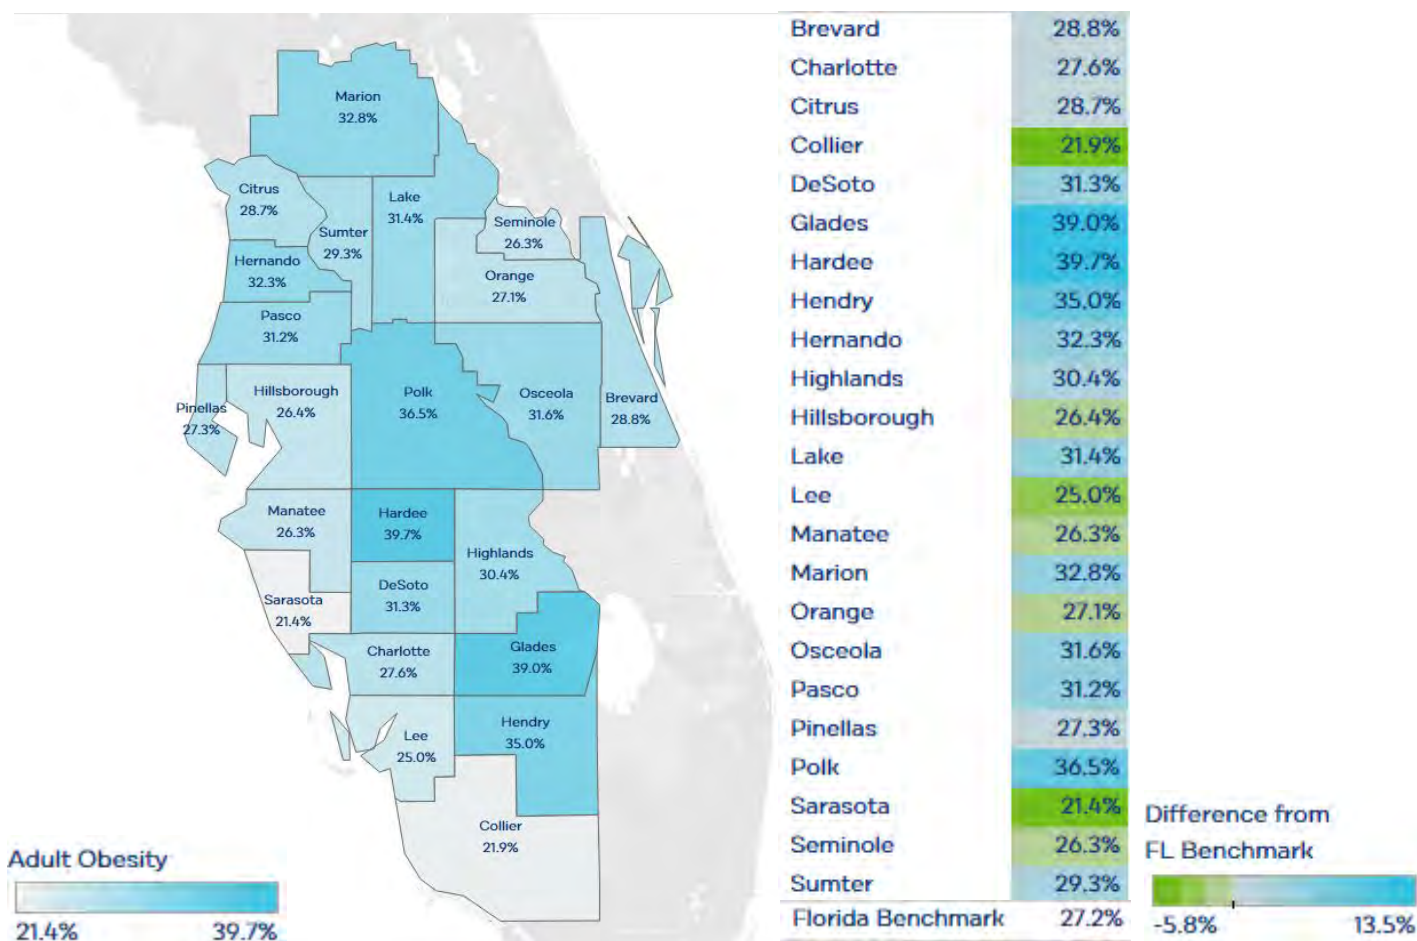 Marion
32.8%
Citrus
28.7%
Lake
31.4%
Seminole
26.3%
Sumter
29.3%
Hernando
32.3%
Orange
27.1%
Pasco
31.2%
Hillsborough
26.4%
Polk
36.5%
Osceola
31.6%
Brevard
28.8%
Pinellas
27.3%
Manatee
26.3%
Hardee
39.7%
Highlands
30.4%
DeSoto
31.3%
Sarasota
21.4%
Charlotte
27.6%
Glades
39.0%
Hendry
35.0%
Lee
25.0%
Collier
21.9%
Adult Obesity
21.4% 39.7%
Brevard 28.8%
Charlotte 27.6%
Citrus 28.7%
Collier 21.9%
DeSoto 31.3%
Glades 39.0%
Hardee 39.7%
Hendry 35.0%
Hernando 32.3%
Highlands 30.4%
Hillsborough 26.4%
Lake 31.4%
Lee 25.0%
Manatee 26.3%
Marion 32.8%
Orange 27.1%
Osceola 31.6%
Pasco 31.2%
Pinellas 27.3%
Polk 36.5%
Sarasota 21.4%
Seminole 26.3%
Sumter 29.3%
Florida Benchmark 27.2%
Difference from
FL Benchmark
-5.8% 13.5%